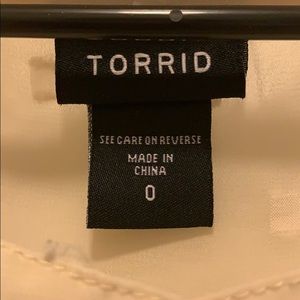 TORRID
SEE CARE ON REVERSE
MADE IN
CHINA
0